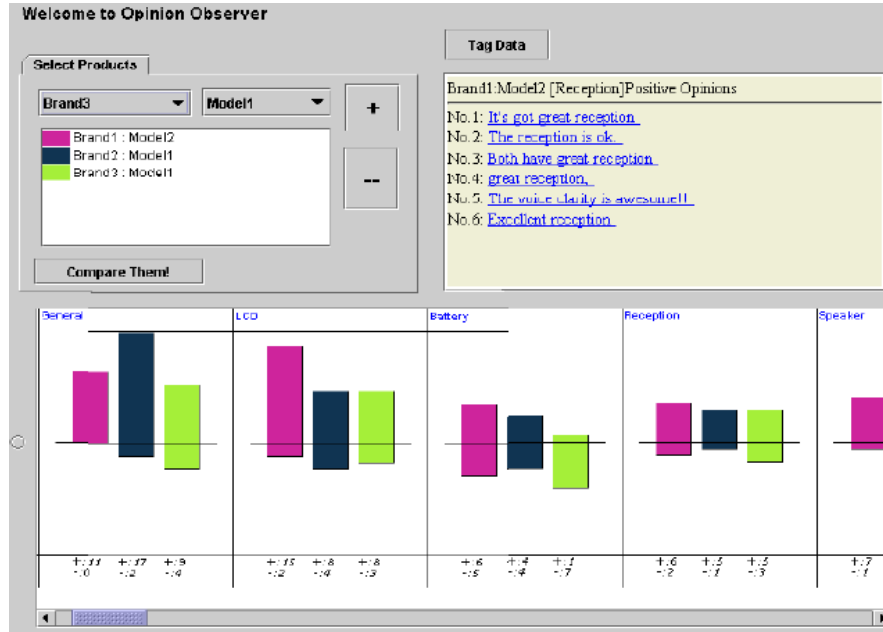 Welcome to Opinion Observer
Tag Data
Select Products
Brand3
Model1
+
--
Brand1 : Model2
Brand2 : Model1
Brand3 : Model1
Compare Them!
Brand1:Model2 [Reception]Positive Opinions
No.1: It's got great reception
No.2: The reception is ok.
No.3: Both have great reception
No.4: great reception,
No.5. The voice clarity is awesome!!
No.6: Excellent reception
General LCD Battery Reception Speaker
+:11 +:17 +:9 +:15 +:8 +:8 +:6 +:4 +:1 +:6 +:5 +:5 +:7
-:0 -:2 -:4 -:2 -:4 -:3 -:5 -:4 -:7 -:2 -:1 -:3 -:1